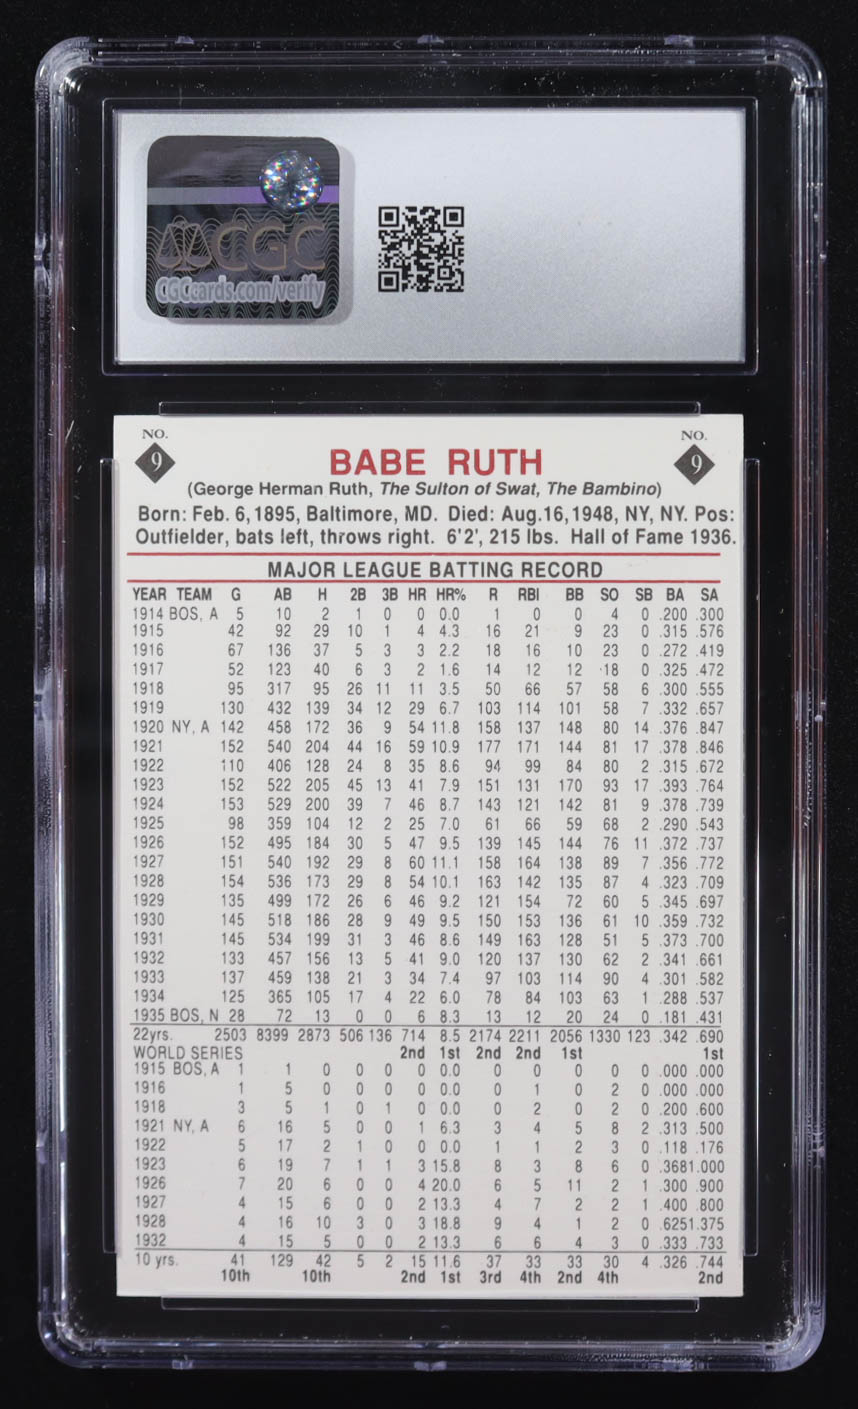 CGC
CGCcards.com/verify
NO. NO.
9 BABE RUTH 9
(George Herman Ruth, The Sulton of Swat, The Bambino)
Born: Feb. 6, 1895, Baltimore, MD. Died: Aug.16, 1948, NY, NY. Pos:
Outfielder, bats left, throws right. 6'2', 215 lbs. Hall of Fame 1936.
MAJOR LEAGUE BATTING RECORD
YEAR TEAM G AB H 2B 3B HR HR% R RBI BB SO SB BA SA
1914 BOS, A 5 10 2 1 0 0 0.0 1 0 0 4 0 .200 .300
1915 42 92 29 10 1 4 4.3 16 21 9 23 0 .315 .576
1916 67 136 37 5 3 3 2.2 18 16 10 23 0 .272 .419
1917 52 123 40 6 3 2 1.6 14 12 12 18 0 .325 .472
1918 95 317 95 26 11 11 3.5 50 66 57 58 6 .300 .555
1919 130 432 139 34 12 29 6.7 103 114 101 58 7 .332 .657
1920 NY, A 142 458 172 36 9 54 11.8 158 137 148 80 14 .376 .847
1921 152 540 204 44 16 59 10.9 177 171 144 81 17 .378 .846
1922 110 406 128 24 8 35 8.6 94 99 84 80 2 .315 .672
1923 152 522 205 45 13 41 7.9 151 131 170 93 17 .393 .764
1924 153 529 200 39 7 46 8.7 143 121 142 81 9 .378 .739
1925 98 359 104 12 2 25 7.0 61 66 59 68 2 .290 .543
1926 152 495 184 30 5 47 9.5 139 145 144 76 11 .372 .737
1927 151 540 192 29 8 60 11.1 158 164 138 89 7 .356 .772
1928 154 536 173 29 8 54 10.1 163 142 135 87 4 .323 .709
1929 135 499 172 26 6 46 9.2 121 154 72 60 5 .345 .697
1930 145 518 186 28 9 49 9.5 150 153 136 61 10 .359 .732
1931 145 534 199 31 3 46 8.6 149 163 128 51 5 .373 .700
1932 133 457 156 13 5 41 9.0 120 137 130 62 2 .341 .661
1933 137 459 138 21 3 34 7.4 97 103 114 90 4 .301 .582
1934 125 365 105 17 4 22 6.0 78 84 103 63 1 .288 .537
1935 BOS, N 28 72 13 0 0 6 8.3 13 12 20 24 0 .181 .431
22yrs. 2503 8399 2873 506 136 714 8.5 2174 2211 2056 1330 123 .342 .690
WORLD SERIES 2nd 1st 2nd 2nd 1st 1st
1915 BOS, A 1 1 0 0 0 0 0.0 0 0 0 0 0 .000 .000
1916 1 5 0 0 0 0 0.0 0 1 0 2 0 .000 .000
1918 3 5 1 0 1 0 0.0 0 2 0 2 0 .200 .600
1921 NY, A 6 16 5 0 0 1 6.3 3 4 5 8 2 .313 .500
1922 5 17 2 1 0 0 0.0 1 1 2 3 0 .118 .176
1923 6 19 7 1 1 3 15.8 8 3 8 6 0 .368 1.000
1926 7 20 6 0 0 4 20.0 6 5 11 2 1 .300 .900
1927 4 15 6 0 0 2 13.3 4 7 2 2 1 .400 .800
1928 4 16 10 3 0 3 18.8 9 4 1 2 0 .625 1.375
1932 4 15 5 0 0 2 13.3 6 6 4 3 0 .333 .733
10 yrs. 41 129 42 5 2 15 11.6 37 33 33 30 4 .326 .744
10th 10th 2nd 1st 3rd 4th 2nd 4th 2nd